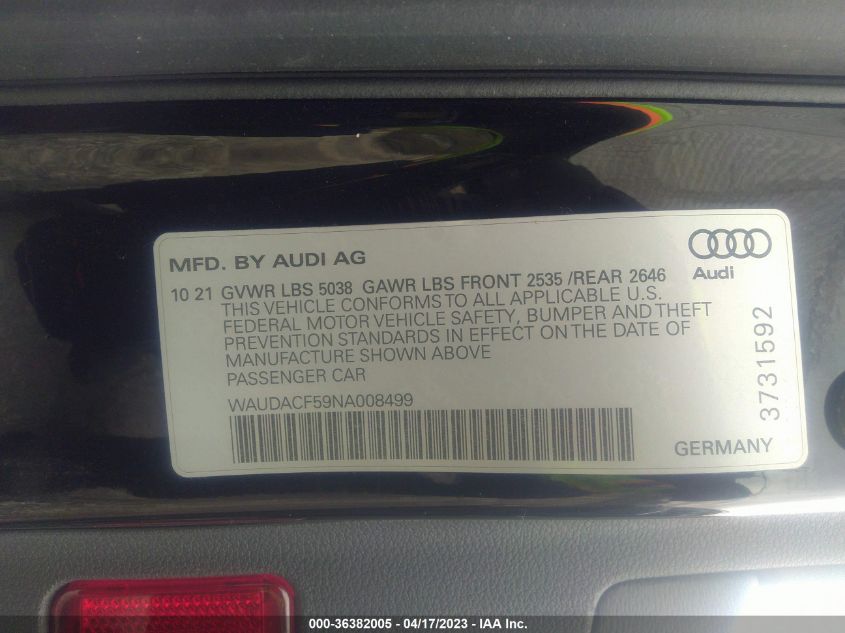 MFD. BY AUDI AG
Audi
10 21 GVWR LBS 5038 GAWR LBS FRONT 2535 /REAR 2646
THIS VEHICLE CONFORMS TO ALL APPLICABLE U.S.
FEDERAL MOTOR VEHICLE SAFETY, BUMPER AND THEFT
PREVENTION STANDARDS IN EFFECT ON THE DATE OF
MANUFACTURE SHOWN ABOVE
PASSENGER CAR
WAUDACF59NA008499
3731592
GERMANY
000-36382005 - 04/17/2023 - IAA Inc.